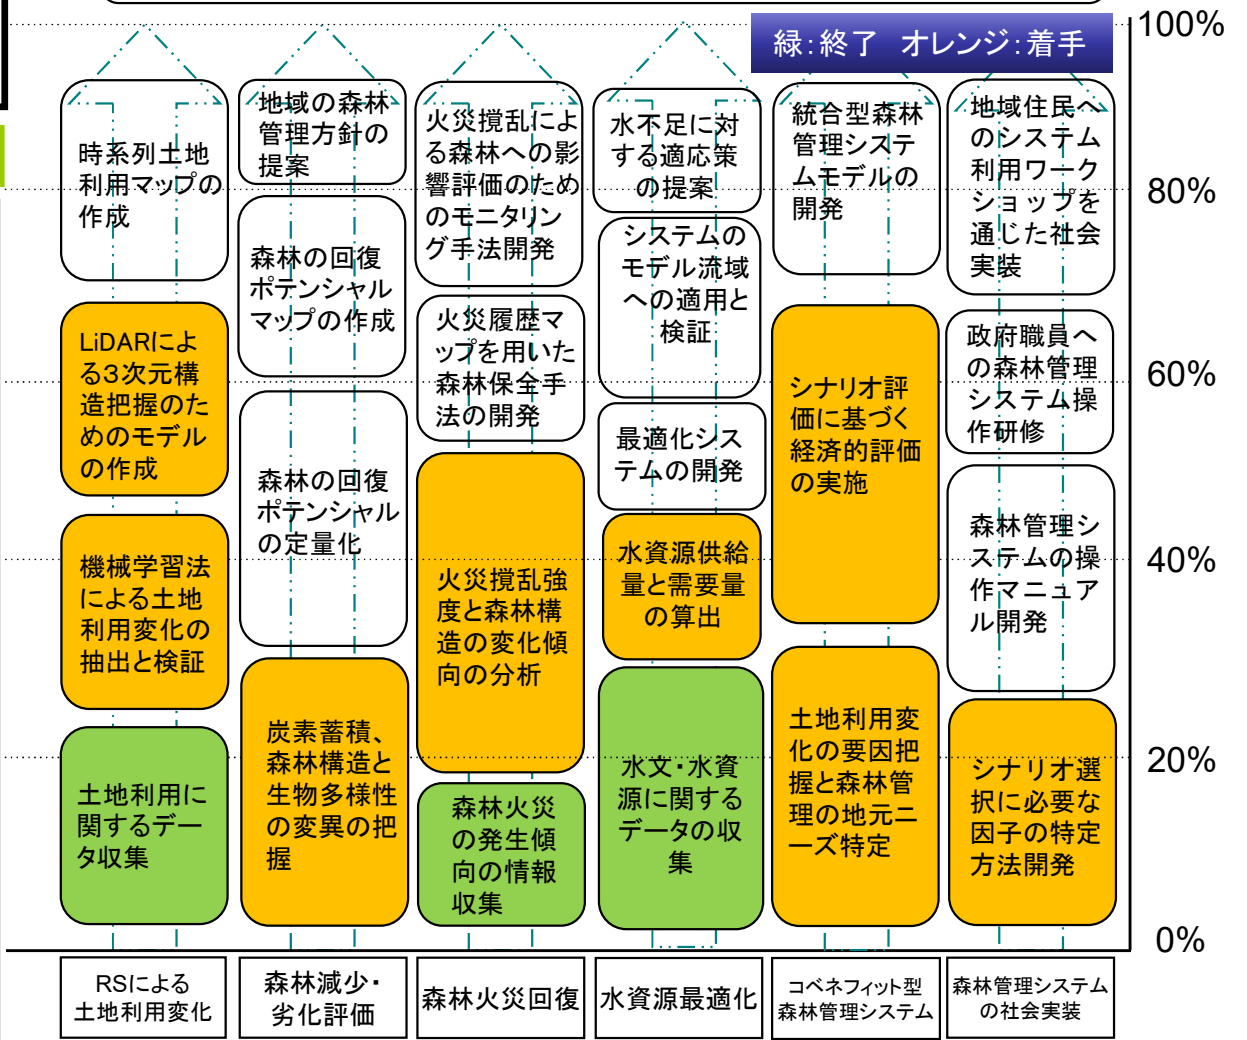 緑：終了　オレンジ：着手
100%
80%
60%
40%
20%
0%
時系列土地
利用マップの
作成
LiDARによ
る3次元構
造把握のた
めのモデル
の作成
機械学習法
による土地
利用変化の
抽出と検証
土地利用に
関するデー
タ収集
RSによる
土地利用変化
地域の森林
管理方針の
提案
森林の回復
ポテンシャル
マップの作成
森林の回復
ポテンシャル
の定量化
炭素蓄積、
森林構造と
生物多様性
の変異の把
握
森林減少・
劣化評価
火災撹乱によ
る森林への影
響評価のため
のモニタリン
グ手法開発
火災履歴マ
ップを用いた
森林保全手
法の開発
火災撹乱強
度と森林構
造の変化傾
向の分析
森林火災
の発生傾
向の情報
収集
森林火災回復
水不足に対
する適応策
の提案
システムの
モデル流域
への適用と
検証
最適化シス
テムの開発
水資源供給
量と需要量
の算出
水文・水資
源に関する
データの収
集
水資源最適化
統合型森林
管理システ
ムモデルの
開発
シナリオ評
価に基づく
経済的評価
の実施
土地利用変
化の要因把
握と森林管
理の地元ニ
ーズ特定
コベネフィット型
森林管理システム
地域住民へ
のシステム
利用ワーク
ショップを
通じた社会
実装
政府職員へ
の森林管理
システム操
作研修
森林管理シ
ステムの操
作マニュア
ル開発
シナリオ選
択に必要な
因子の特定
方法開発
森林管理システム
の社会実装